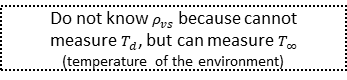 Do not know ρ_vs because cannot
measure T_d, but can measure T_∞
(temperature of the environment)